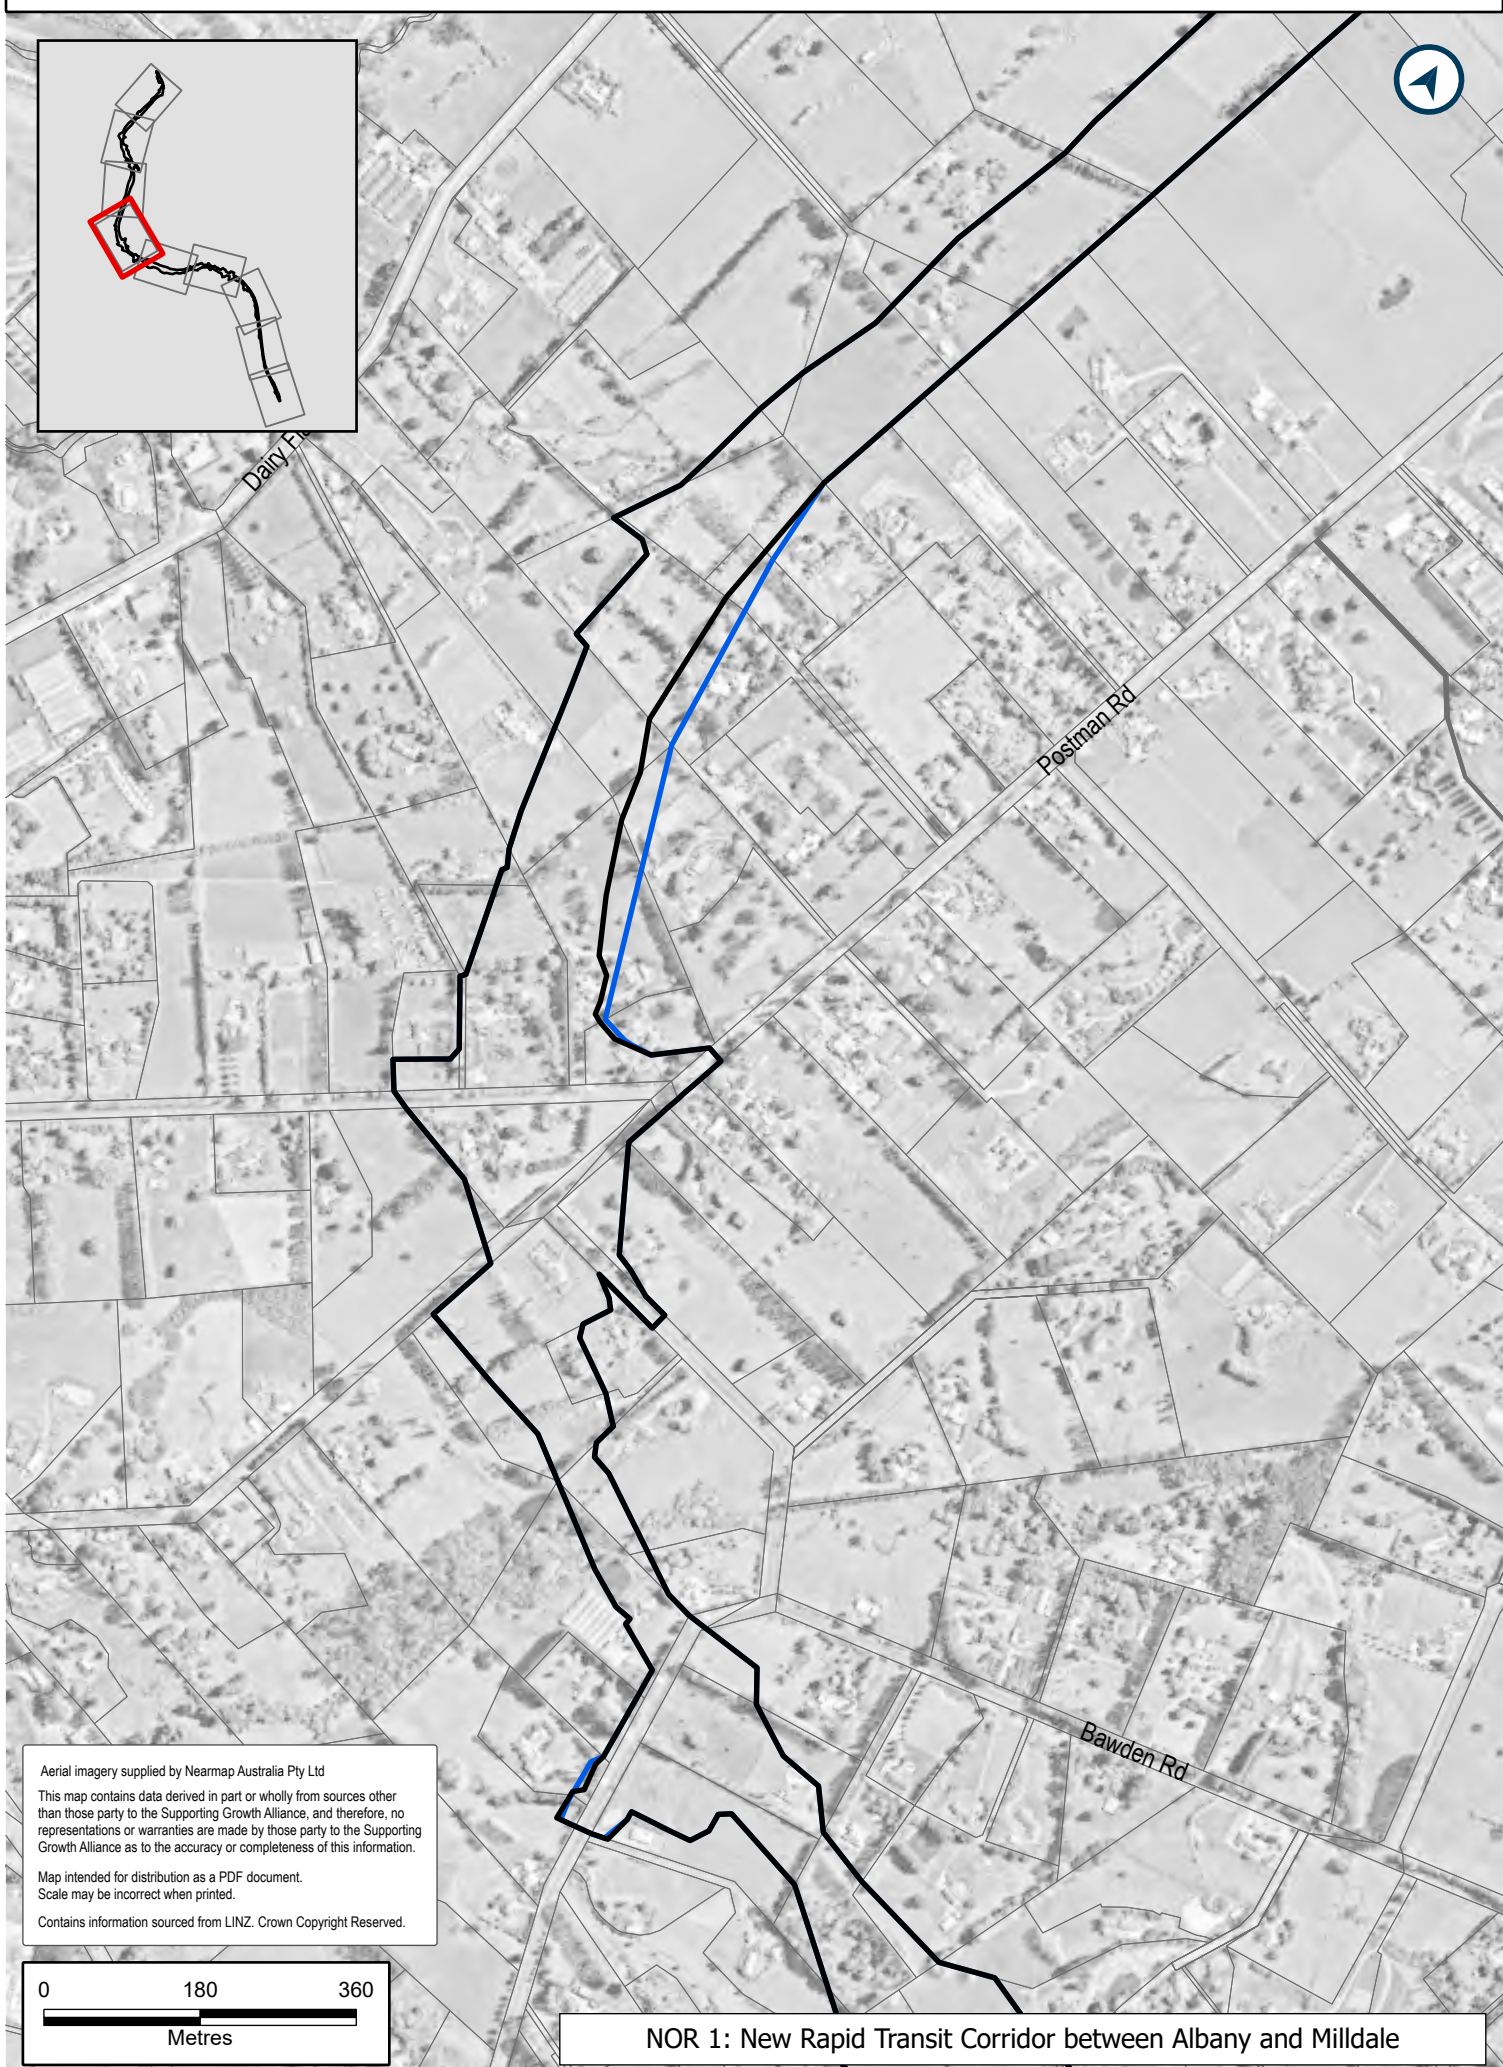 Dairy
Postman Rd
Bawden Rd
Aerial imagery supplied by Nearmap Australia Pty Ltd
This map contains data derived in part or wholly from sources other
than those party to the Supporting Growth Alliance, and therefore, no
representations or warranties are made by those party to the Supporting
Growth Alliance as to the accuracy or completeness of this information.
Map intended for distribution as a PDF document.
Scale may be incorrect when printed.
Contains information sourced from LINZ. Crown Copyright Reserved.
0 180 360
Metres
NOR 1: New Rapid Transit Corridor between Albany and Milldale